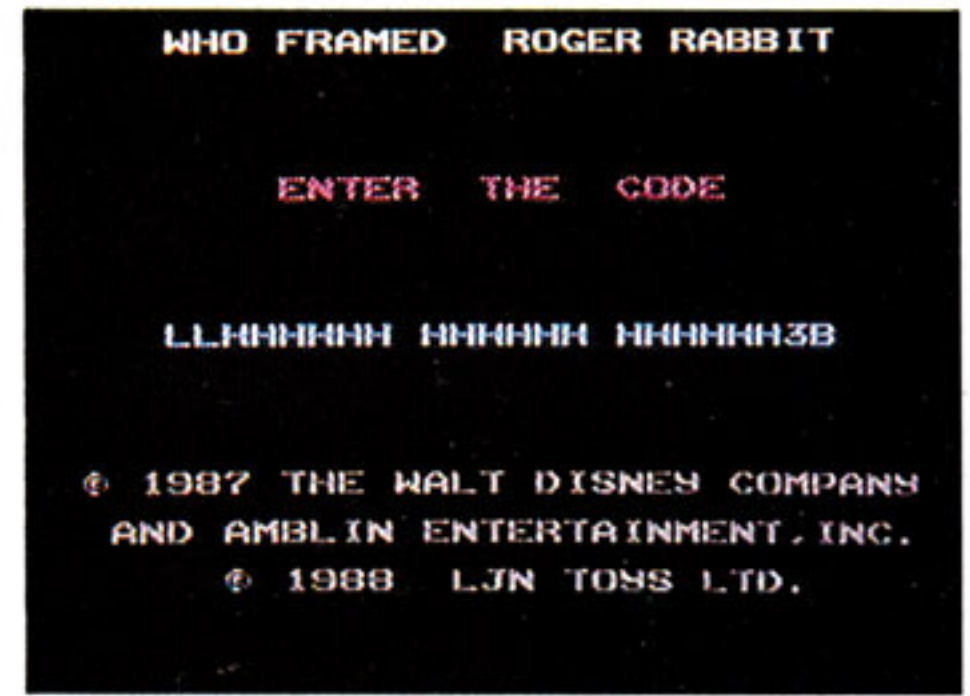 WHO FRAMED ROGER RABBIT
ENTER THE CODE
LLHHHHHH HHHHHH HHHHHH3B
© 1987 THE WALT DISNEY COMPANY
AND AMBLIN ENTERTAINMENT, INC.
© 1988 LJN TOYS LTD.